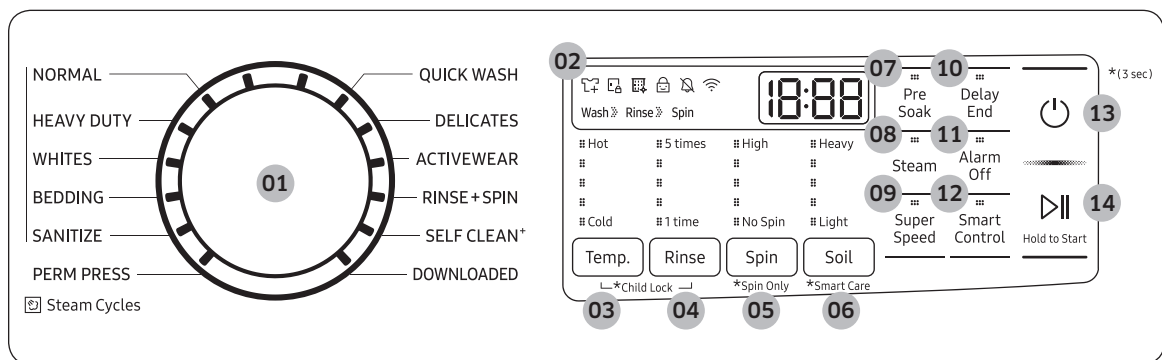 NORMAL
HEAVY DUTY
WHITES
BEDDING
SANITIZE
PERM PRESS
Steam Cycles
01
QUICK WASH
DELICATES
ACTIVEWEAR
RINSE+SPIN
SELF CLEAN+
DOWNLOADED
02
18:88
Wash Rinse Spin
Hot 5 times High Heavy
Cold 1 time No Spin Light
Temp. Rinse Spin Soil
*Child Lock *Spin Only *Smart Care
03 04 05 06
07 10
Pre Soak
Delay End
08 11
Steam
Alarm Off
09 12
Super Speed
Smart Control
*(3 sec)
13
14
Hold to Start